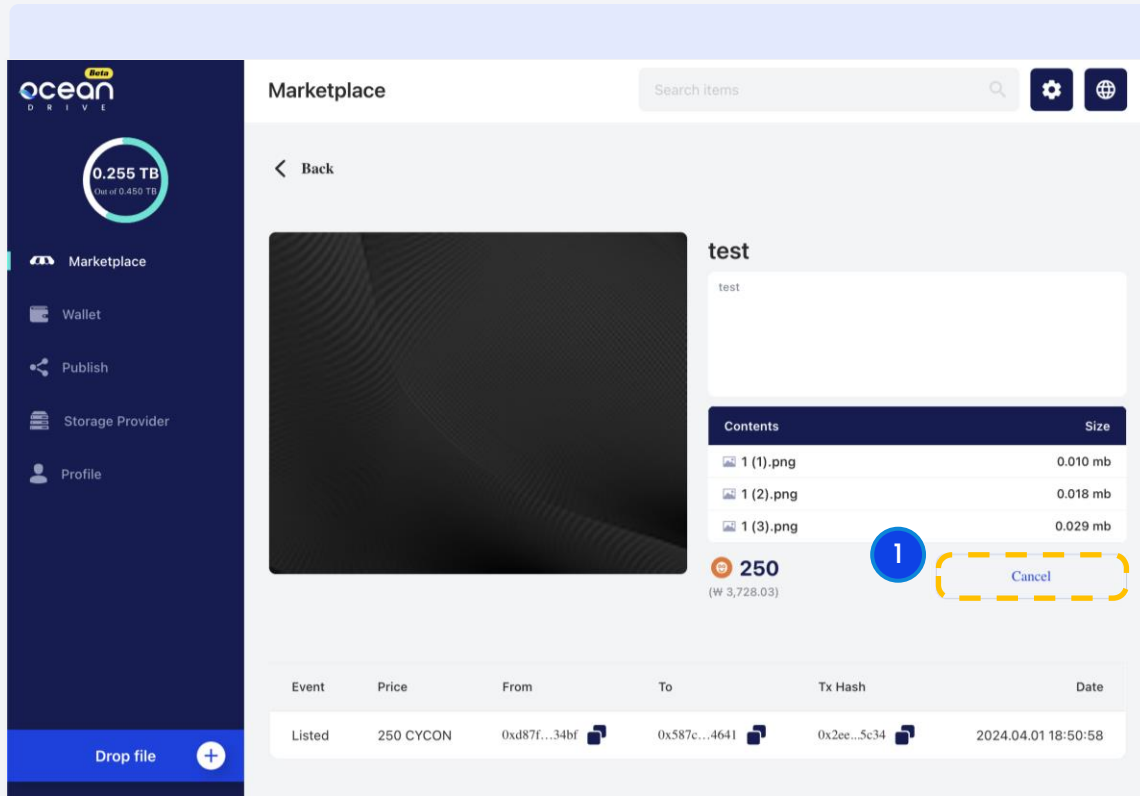 Beta
ocean
DRIVE
Marketplace
Search items
0.255 TB
Out of 0.450 TB
Back
Marketplace
Wallet
Publish
Storage Provider
Profile
Drop file
test
test
Contents Size
1 (1).png 0.010 mb
1 (2).png 0.018 mb
1 (3).png 0.029 mb
250
(₩ 3,728.03)
1
Cancel
Event Price From To Tx Hash Date
Listed 250 CYCON 0xd87f...34bf 0x587c...4641 0x2ee...5c34 2024.04.01 18:50:58